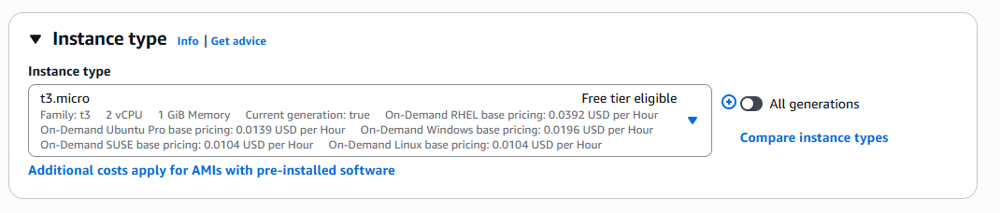 Instance type Info | Get advice
Instance type
t3.micro Free tier eligible
Family: t3 2 vCPU 1 GiB Memory Current generation: true On-Demand RHEL base pricing: 0.0392 USD per Hour
On-Demand Ubuntu Pro base pricing: 0.0139 USD per Hour On-Demand Windows base pricing: 0.0196 USD per Hour
On-Demand SUSE base pricing: 0.0104 USD per Hour On-Demand Linux base pricing: 0.0104 USD per Hour
All generations
Compare instance types
Additional costs apply for AMIs with pre-installed software